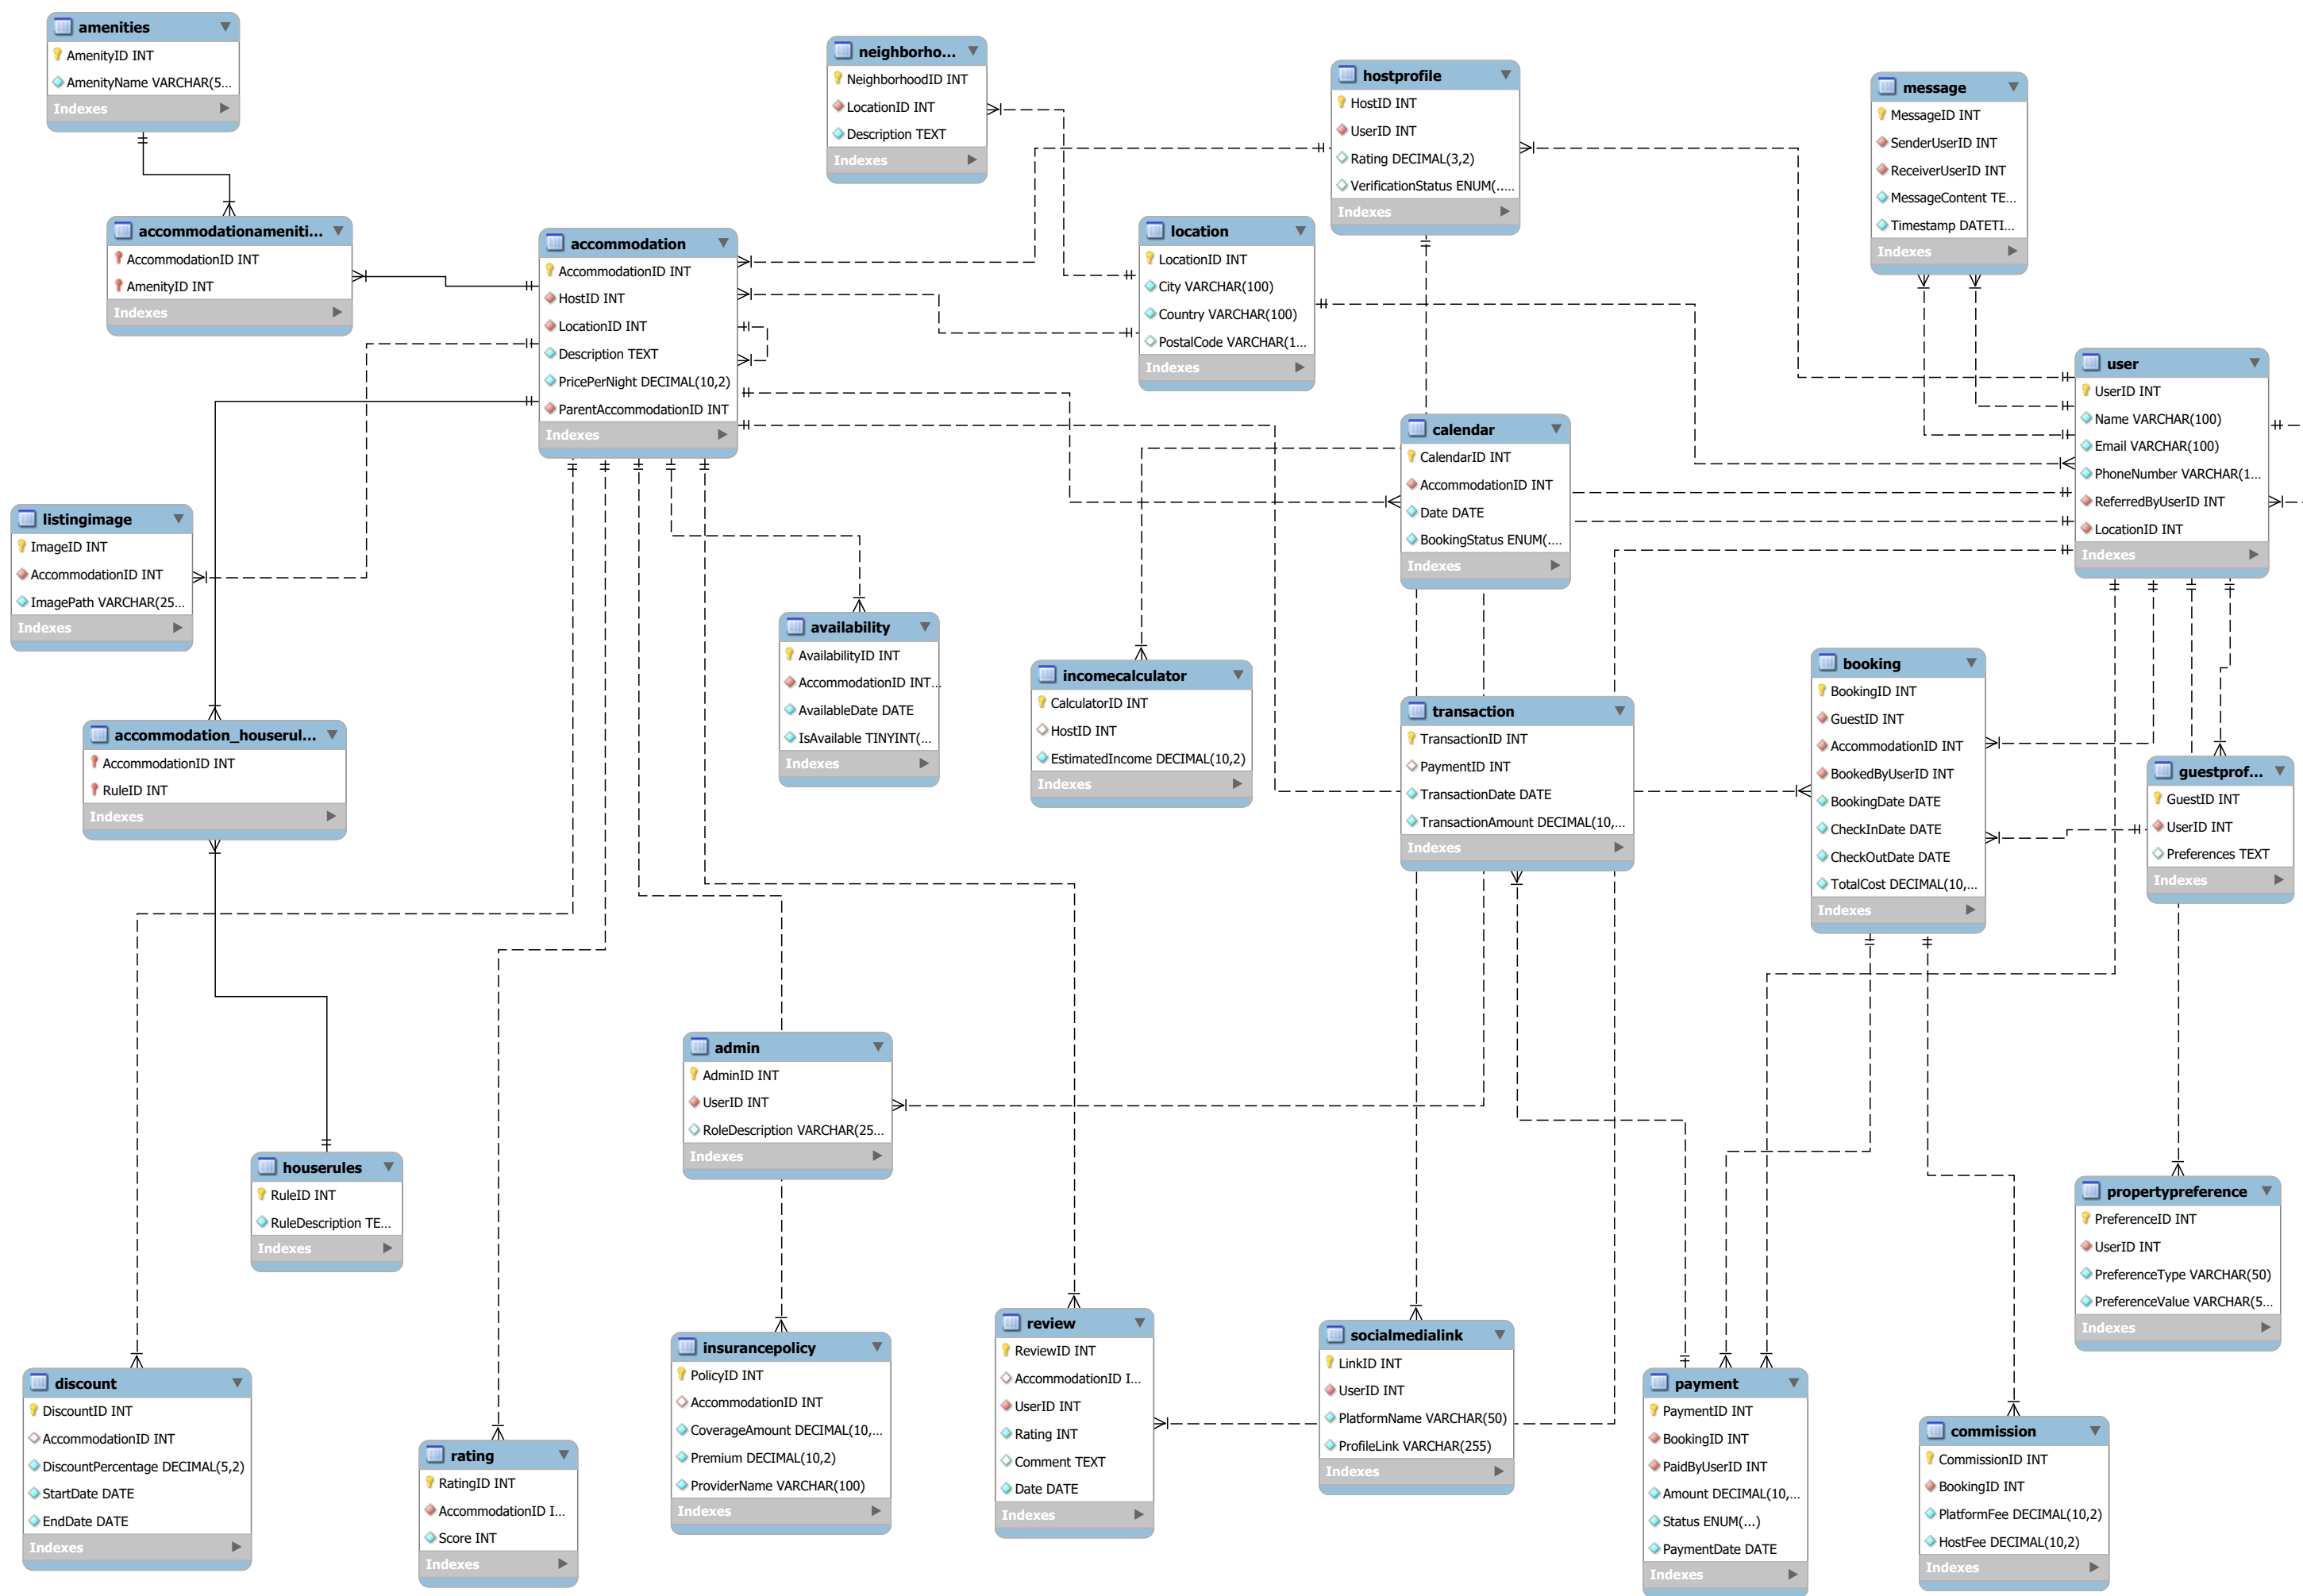 amenities
AmenityID INT
AmenityName VARCHAR(5...
Indexes
neighborho...
NeighborhoodID INT
LocationID INT
Description TEXT
Indexes
hostprofile
HostID INT
UserID INT
Rating DECIMAL(3,2)
VerificationStatus ENUM(.....
Indexes
message
MessageID INT
SenderUserID INT
ReceiverUserID INT
MessageContent TE...
Timestamp DATETI...
Indexes
accommodationameniti...
AccommodationID INT
AmenityID INT
Indexes
accommodation
AccommodationID INT
HostID INT
LocationID INT
Description TEXT
PricePerNight DECIMAL(10,2)
ParentAccommodationID INT
Indexes
location
LocationID INT
City VARCHAR(100)
Country VARCHAR(100)
PostalCode VARCHAR(1...
Indexes
user
UserID INT
Name VARCHAR(100)
Email VARCHAR(100)
PhoneNumber VARCHAR(1...
ReferredByUserID INT
LocationID INT
Indexes
calendar
CalendarID INT
AccommodationID INT
Date DATE
BookingStatus ENUM(....
Indexes
listingimage
ImageID INT
AccommodationID INT
ImagePath VARCHAR(25...
Indexes
availability
AvailabilityID INT
AccommodationID INT...
AvailableDate DATE
IsAvailable TINYINT(...
Indexes
incomecalculator
CalculatorID INT
HostID INT
EstimatedIncome DECIMAL(10,2)
Indexes
transaction
TransactionID INT
PaymentID INT
TransactionDate DATE
TransactionAmount DECIMAL(10,...
Indexes
booking
BookingID INT
GuestID INT
AccommodationID INT
BookedByUserID INT
BookingDate DATE
CheckInDate DATE
CheckOutDate DATE
TotalCost DECIMAL(10,...
Indexes
guestprof...
GuestID INT
UserID INT
Preferences TEXT
Indexes
accommodation_houserul...
AccommodationID INT
RuleID INT
Indexes
admin
AdminID INT
UserID INT
RoleDescription VARCHAR(25...
Indexes
houserules
RuleID INT
RuleDescription TE...
Indexes
propertypreference
PreferenceID INT
UserID INT
PreferenceType VARCHAR(50)
PreferenceValue VARCHAR(5...
Indexes
discount
DiscountID INT
AccommodationID INT
DiscountPercentage DECIMAL(5,2)
StartDate DATE
EndDate DATE
Indexes
rating
RatingID INT
AccommodationID I...
Score INT
Indexes
insurancepolicy
PolicyID INT
AccommodationID INT
CoverageAmount DECIMAL(10,...
Premium DECIMAL(10,2)
ProviderName VARCHAR(100)
Indexes
review
ReviewID INT
AccommodationID I...
UserID INT
Rating INT
Comment TEXT
Date DATE
Indexes
socialmedialink
LinkID INT
UserID INT
PlatformName VARCHAR(50)
ProfileLink VARCHAR(255)
Indexes
payment
PaymentID INT
BookingID INT
PaidByUserID INT
Amount DECIMAL(10,...
Status ENUM(...)
PaymentDate DATE
Indexes
commission
CommissionID INT
BookingID INT
PlatformFee DECIMAL(10,2)
HostFee DECIMAL(10,2)
Indexes